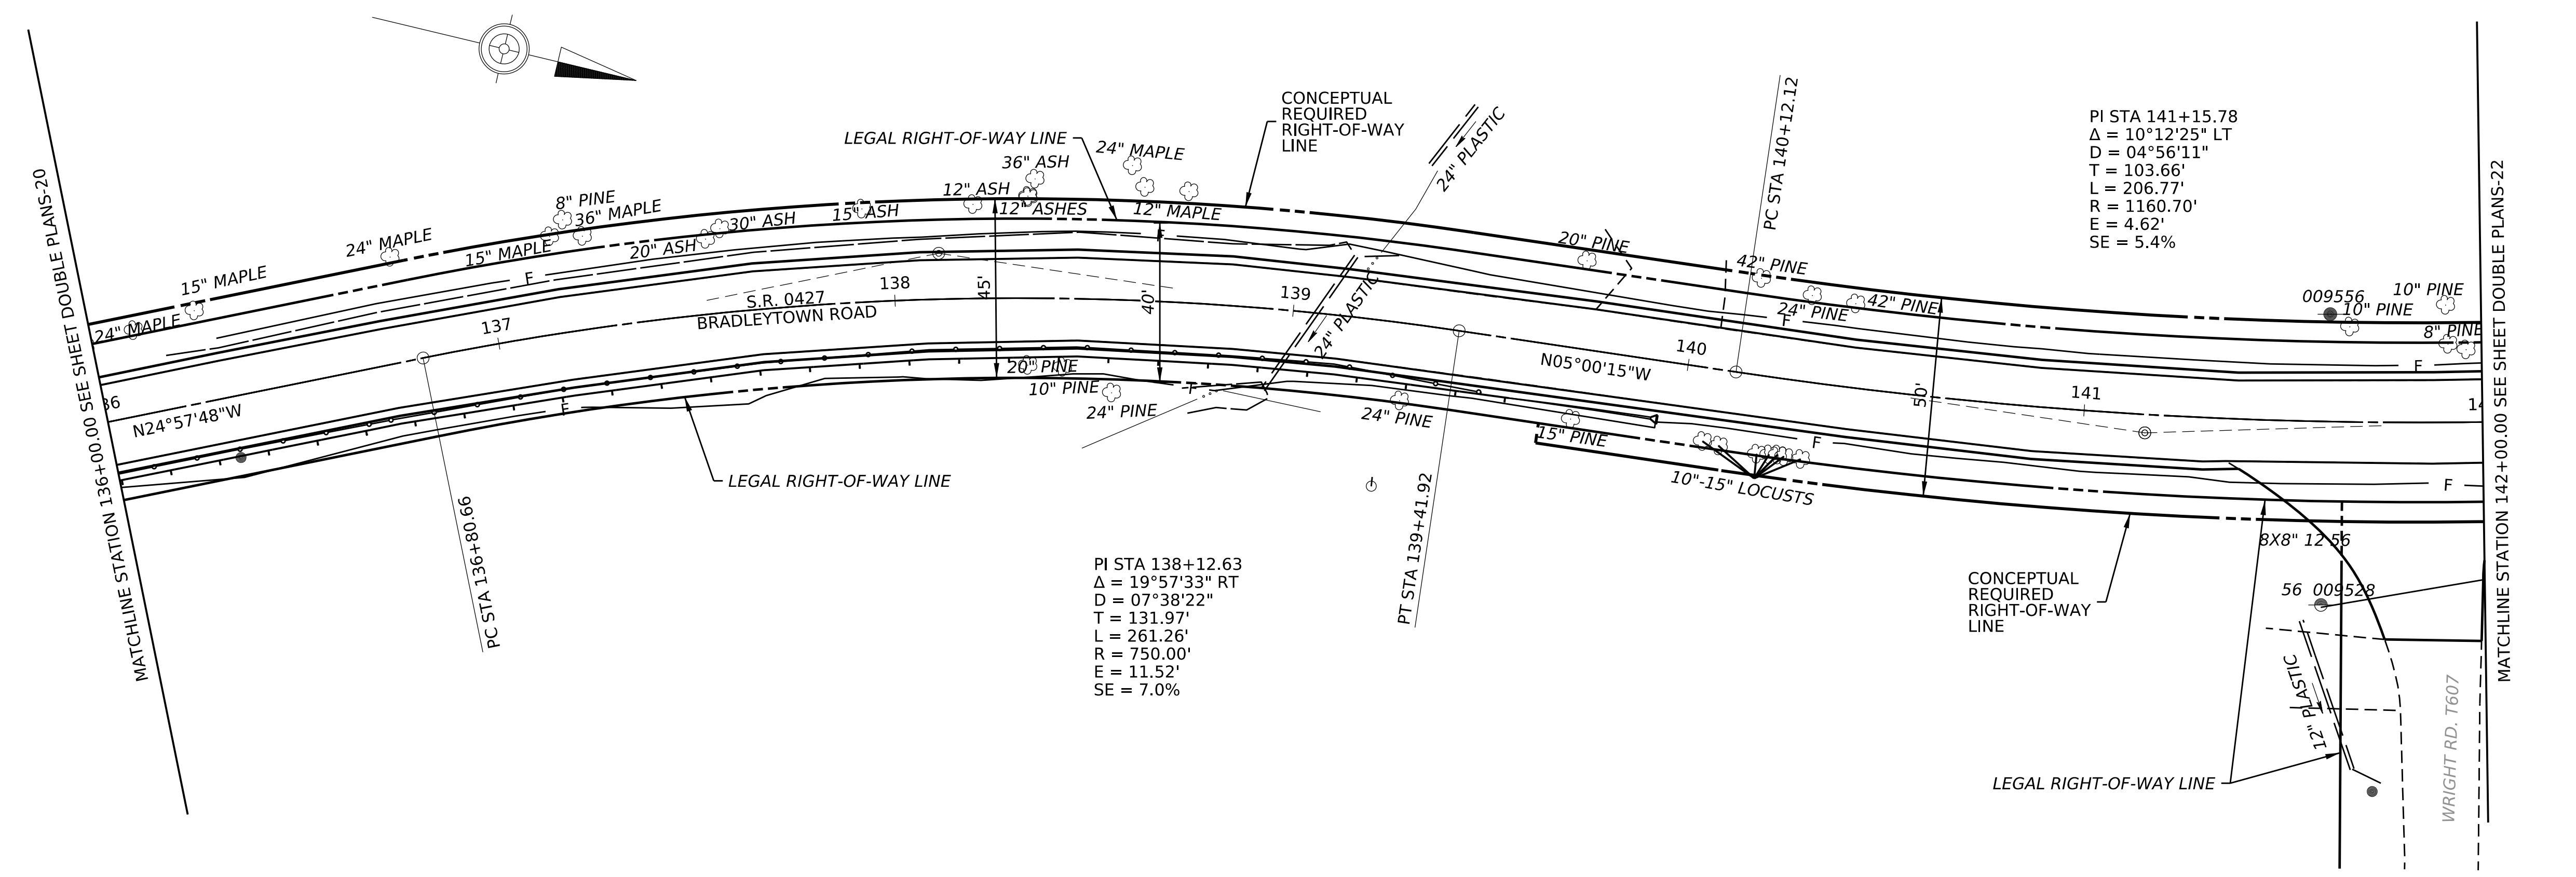 MATCHLINE STATION 136+00.00 SEE SHEET DOUBLE PLANS-20
24" MAPLE
15" MAPLE
24" MAPLE
8" PINE
36" MAPLE
15" MAPLE
20" ASH
30" ASH
15" ASH
12" ASH
36" ASH
12" ASHES
24" MAPLE
12" MAPLE
LEGAL RIGHT-OF-WAY LINE
CONCEPTUAL
REQUIRED
RIGHT-OF-WAY
LINE
24" PLASTIC
24" PLASTIC
20" PINE
42" PINE
24" PINE
42" PINE
PC STA 140+12.12
PI STA 141+15.78
Δ = 10°12'25" LT
D = 04°56'11"
T = 103.66'
L = 206.77'
R = 1160.70'
E = 4.62'
SE = 5.4%
009556
10" PINE
10" PINE
8" PINE
MATCHLINE STATION 142+00.00 SEE SHEET DOUBLE PLANS-22
F
F
F
F
36
N24°57'48"W
137
S.R. 0427
BRADLEYTOWN ROAD
138
45'
40'
139
N05°00'15"W
140
50'
141
14
F
F
F
F
20" PINE
10" PINE
24" PINE
24" PINE
15" PINE
10"-15" LOCUSTS
LEGAL RIGHT-OF-WAY LINE
PC STA 136+80.66
PT STA 139+41.92
PI STA 138+12.63
Δ = 19°57'33" RT
D = 07°38'22"
T = 131.97'
L = 261.26'
R = 750.00'
E = 11.52'
SE = 7.0%
CONCEPTUAL
REQUIRED
RIGHT-OF-WAY
LINE
8X8" 12 56
56 009528
12" PLASTIC
WRIGHT RD. T607
LEGAL RIGHT-OF-WAY LINE